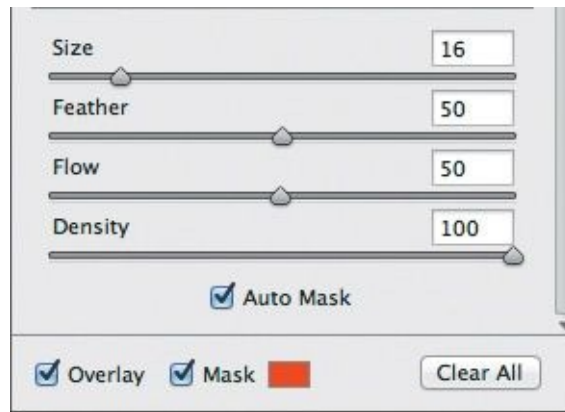 Size 16
Feather 50
Flow 50
Density 100
Auto Mask
Overlay Mask Clear All